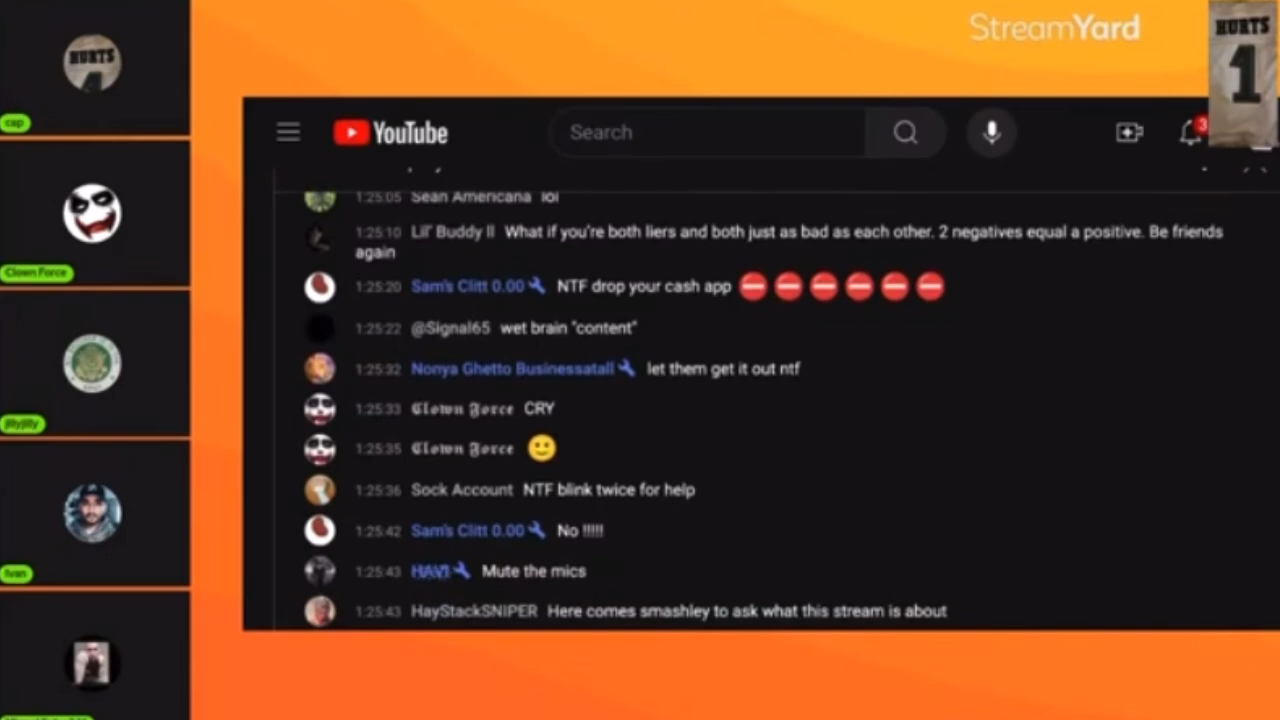 StreamYard
HURTS
1
HURTS
cap
YouTube
Search
3
1:25:05 Sean Americana lol
1:25:10 Lil' Buddy II What if you're both liers and both just as bad as each other. 2 negatives equal a positive. Be friends
again
Clown Force
1:25:20 Sam's Clitt 0.00 NTF drop your cash app ⛔⛔⛔⛔⛔⛔
1:25:22 @Signal65 wet brain "content"
1:25:32 Nonya Ghetto Businessatall let them get it out ntf
1:25:33 Clown Force CRY
jillyjilly
1:25:35 Clown Force 🙂
1:25:36 Sock Account NTF blink twice for help
1:25:42 Sam's Clitt 0.00 No !!!!!
1:25:43 HAVI Mute the mics
Ivan
1:25:43 HayStackSNIPER Here comes smashley to ask what this stream is about